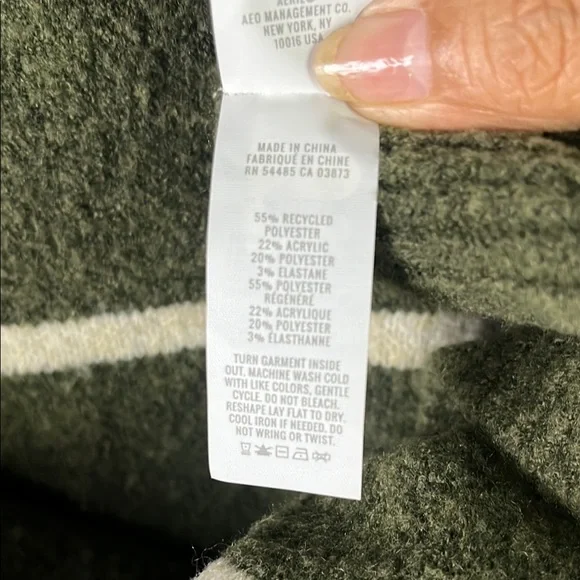 AERIE®
AEO MANAGEMENT CO.
NEW YORK, NY
10016 USA
MADE IN CHINA
FABRIQUÉ EN CHINE
RN 54485 CA 03873
55% RECYCLED
POLYESTER
22% ACRYLIC
20% POLYESTER
3% ELASTANE
55% POLYESTER
RÉGÉNÉRÉ
22% ACRYLIQUE
20% POLYESTER
3% ÉLASTHANNE
TURN GARMENT INSIDE
OUT. MACHINE WASH COLD
WITH LIKE COLORS, GENTLE
CYCLE. DO NOT BLEACH.
RESHAPE LAY FLAT TO DRY.
COOL IRON IF NEEDED. DO
NOT WRING OR TWIST.